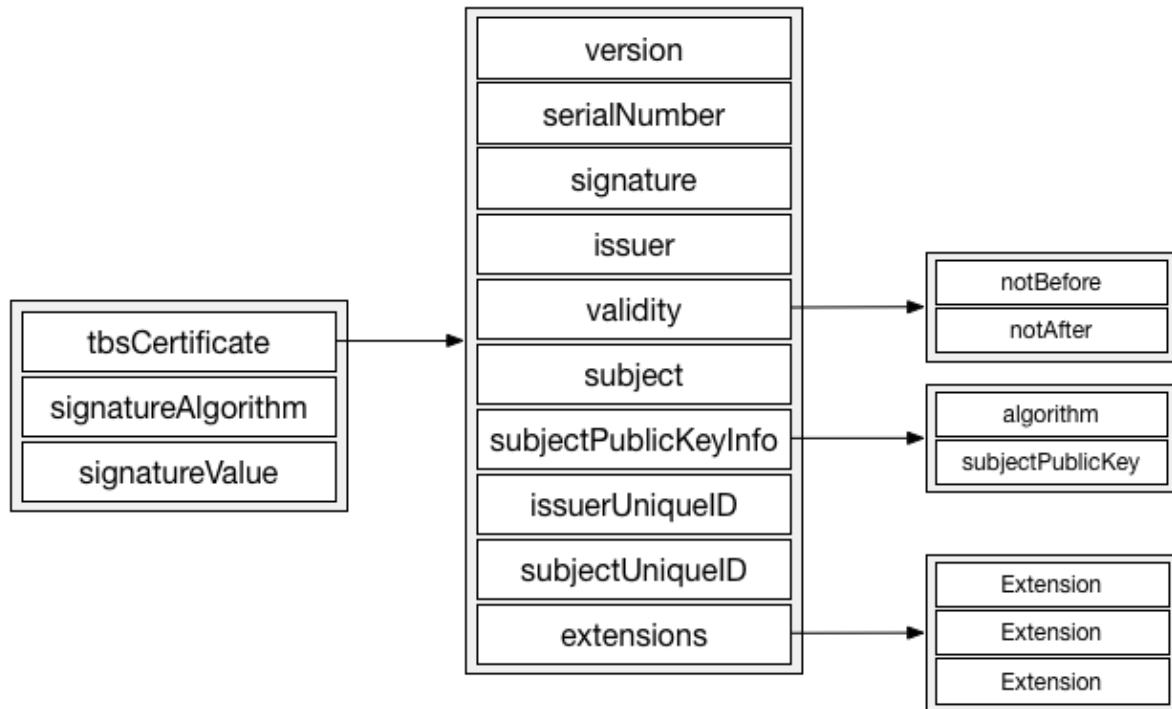 tbsCertificate
signatureAlgorithm
signatureValue
version
serialNumber
signature
issuer
validity
subject
subjectPublicKeyInfo
issuerUniqueID
subjectUniqueID
extensions
notBefore
notAfter
algorithm
subjectPublicKey
Extension
Extension
Extension